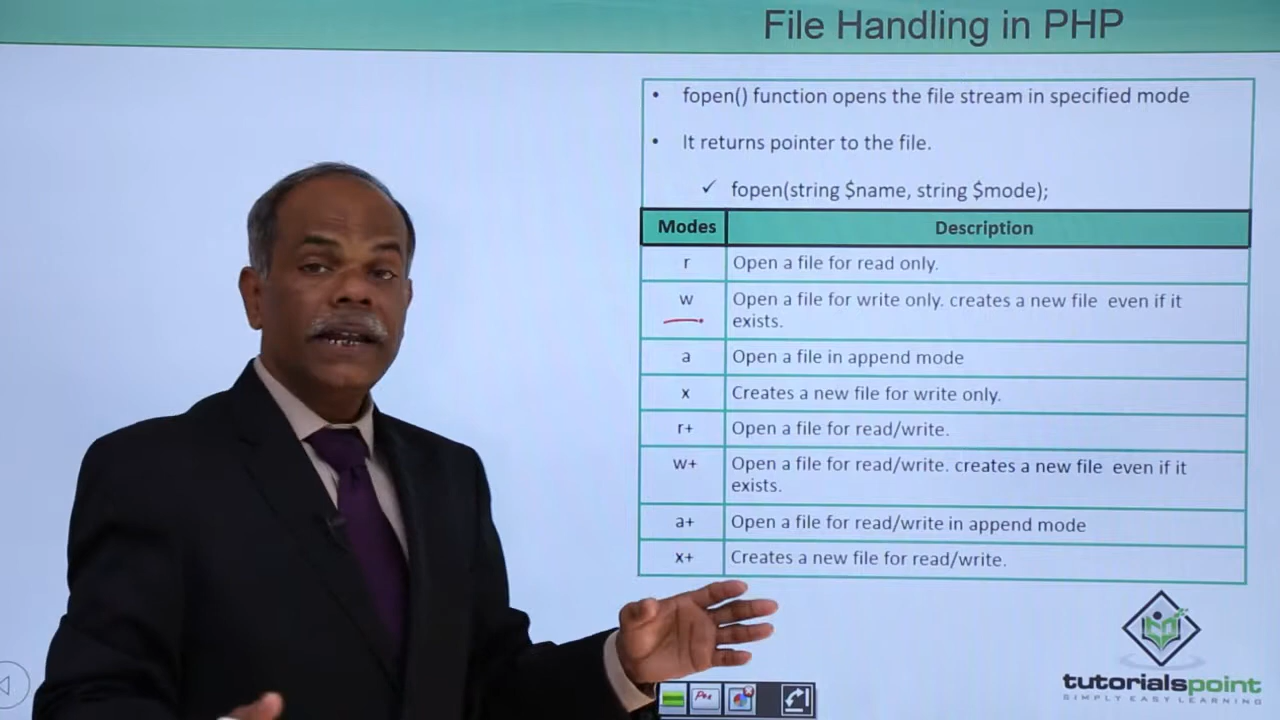 File Handling in PHP
• fopen() function opens the file stream in specified mode
• It returns pointer to the file.
✓ fopen(string $name, string $mode);
Modes Description
r Open a file for read only.
w Open a file for write only. creates a new file even if it
exists.
a Open a file in append mode
x Creates a new file for write only.
r+ Open a file for read/write.
w+ Open a file for read/write. creates a new file even if it
exists.
a+ Open a file for read/write in append mode
x+ Creates a new file for read/write.
tutorialspoint
SIMPLY EASY LEARNING